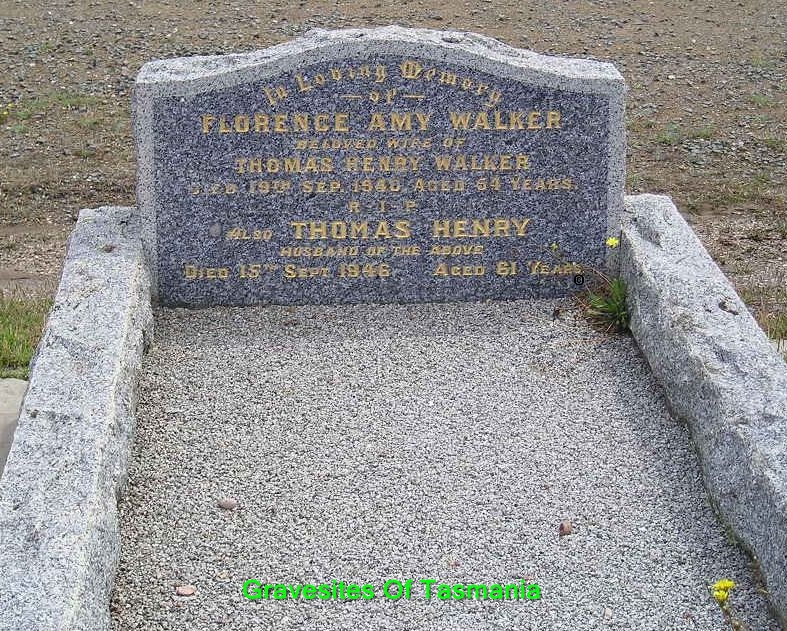 In Loving Memory
— of —
FLORENCE AMY WALKER
BELOVED WIFE OF
THOMAS HENRY WALKER
DIED 19TH SEP. 1940 AGED 54 YEARS.
R. I. P.
ALSO THOMAS HENRY
HUSBAND OF THE ABOVE
DIED 15TH SEPT 1946 AGED 61 YEARS
Gravesites Of Tasmania